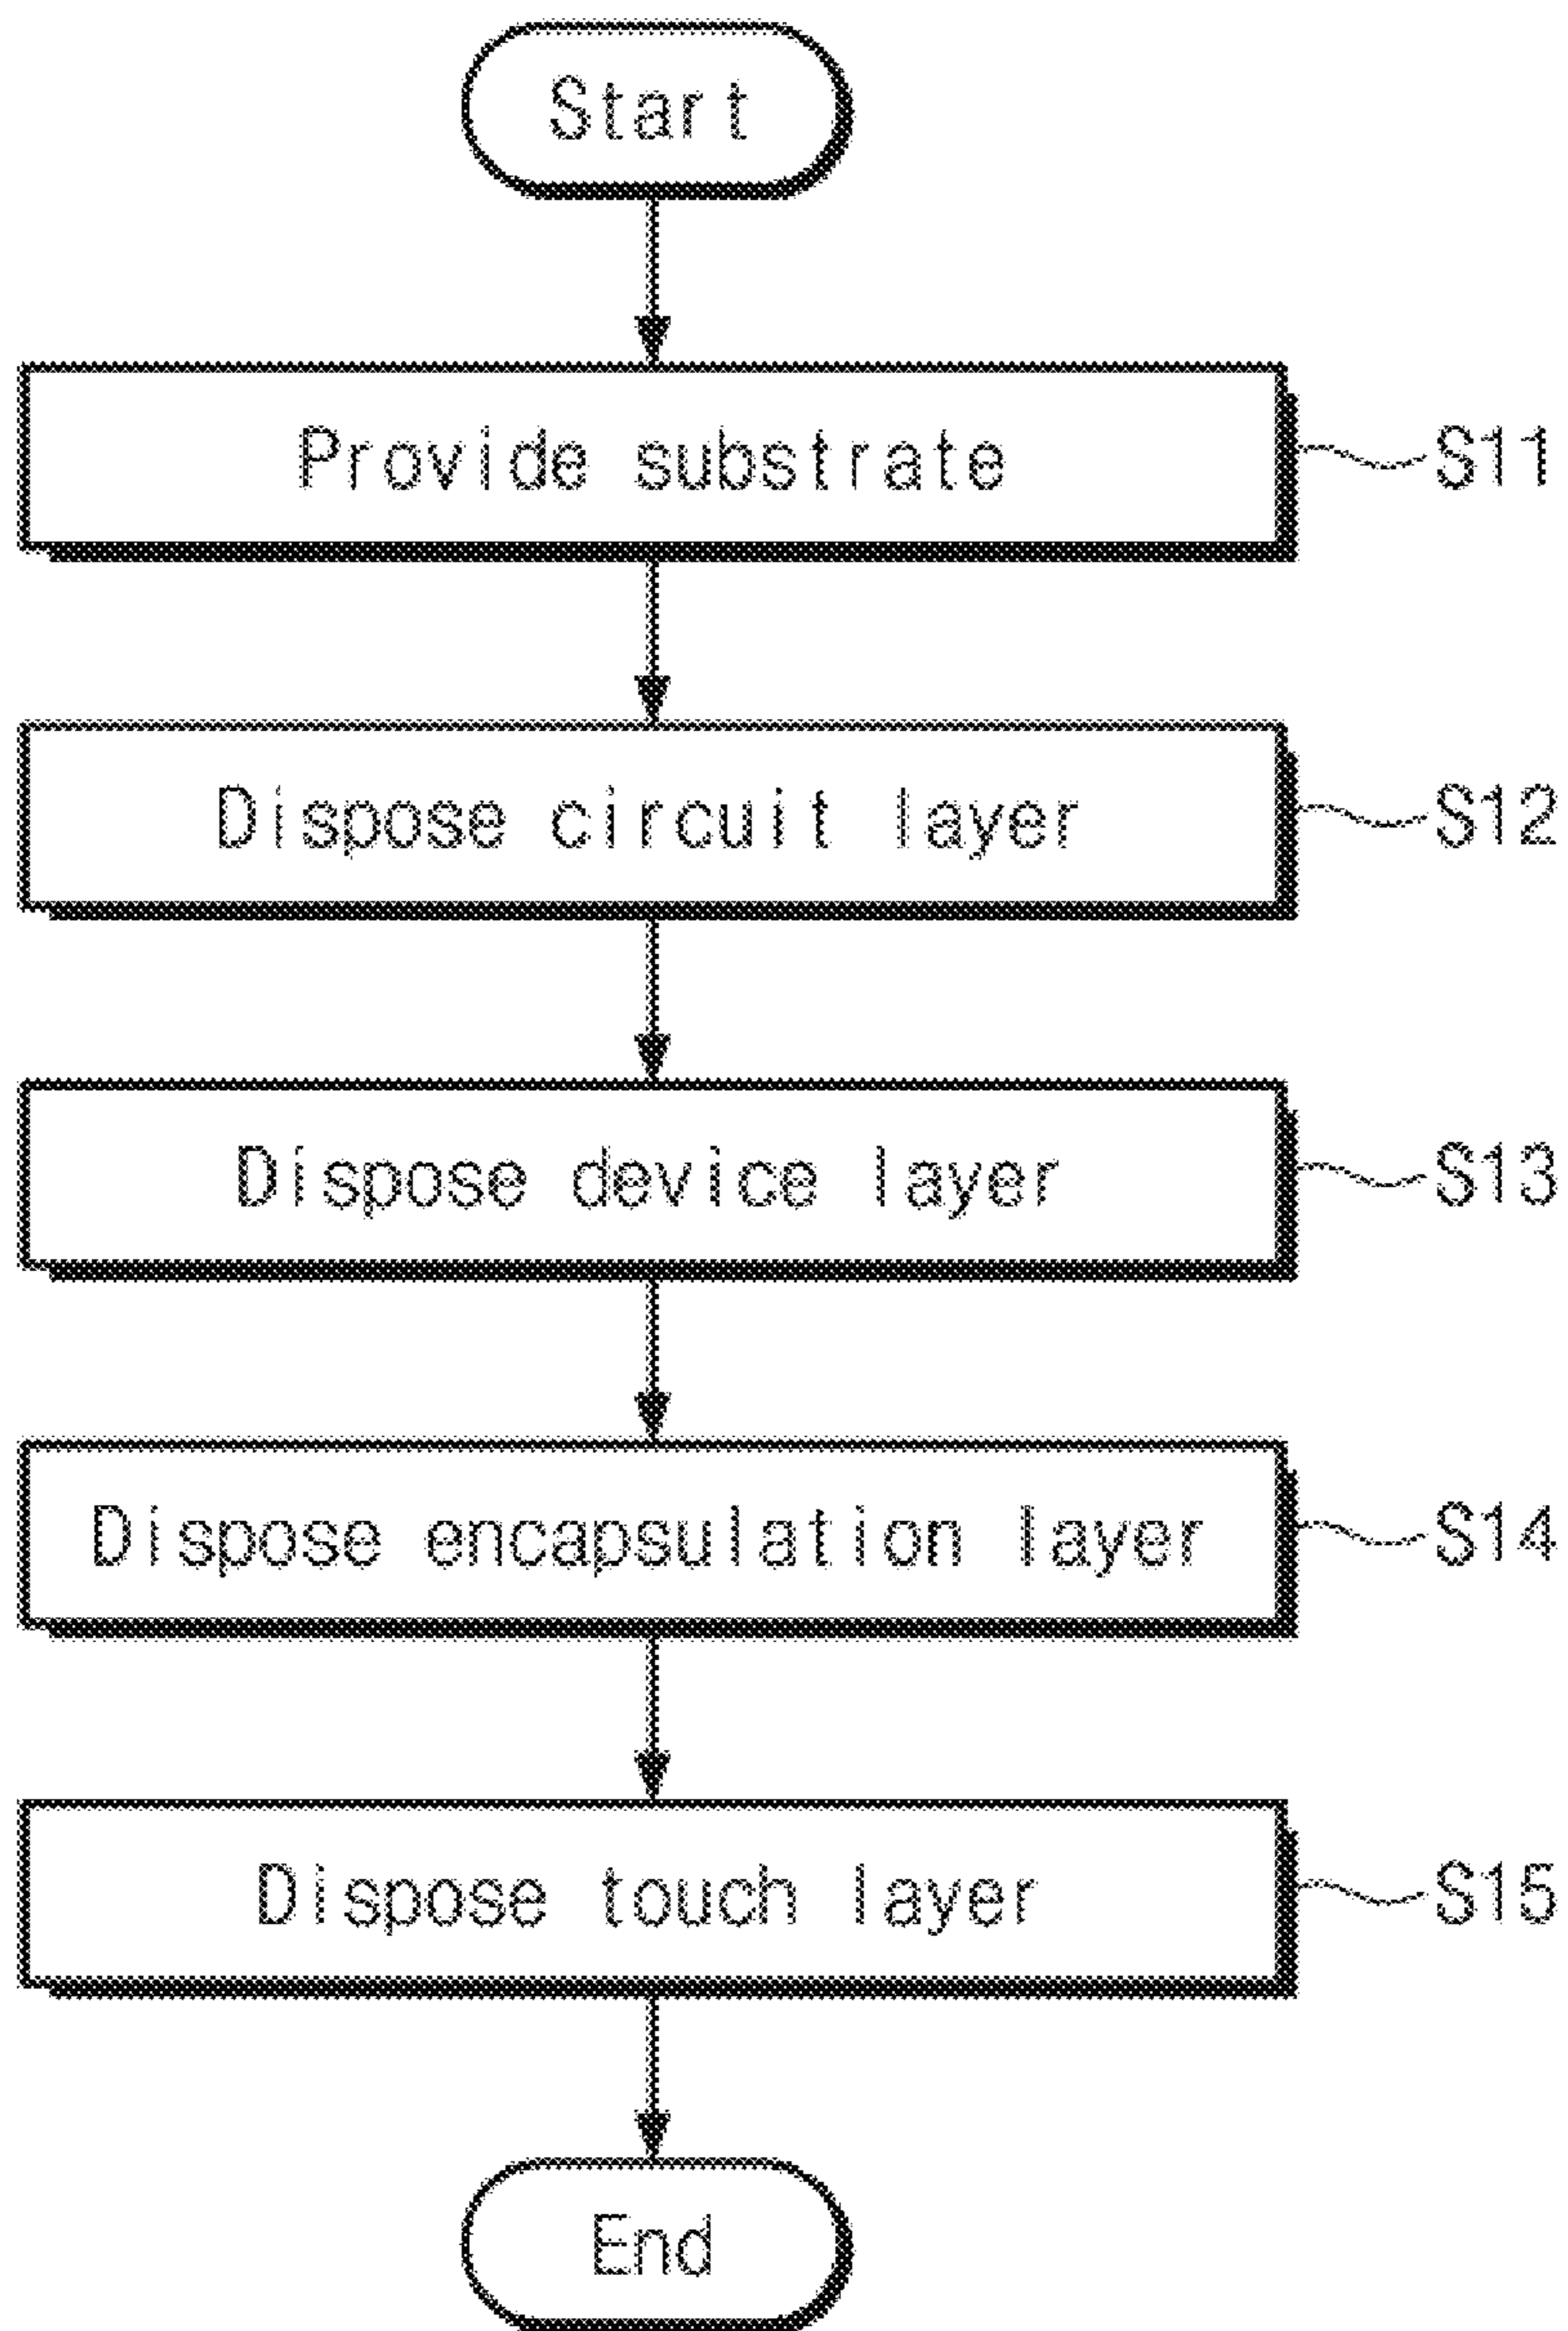 Start
Provide substrate S11
Dispose circuit layer S12
Dispose device layer S13
Dispose encapsulation layer S14
Dispose touch layer S15
End